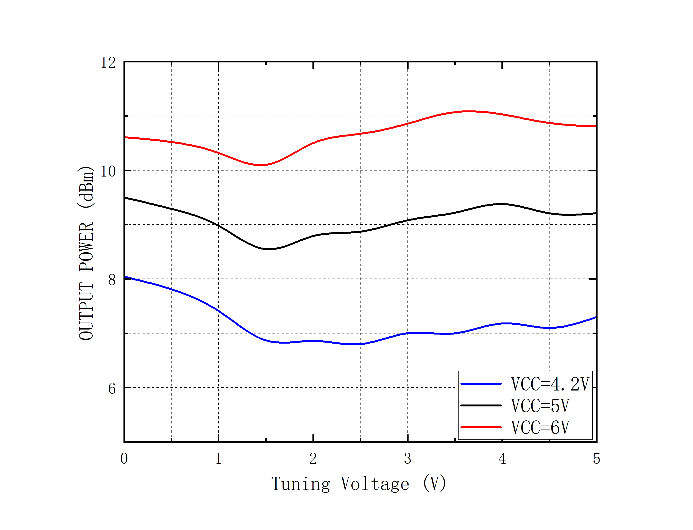 12
10
8
6
OUTPUT POWER (dBm)
VCC=4.2V
VCC=5V
VCC=6V
0 1 2 3 4 5
Tuning Voltage (V)